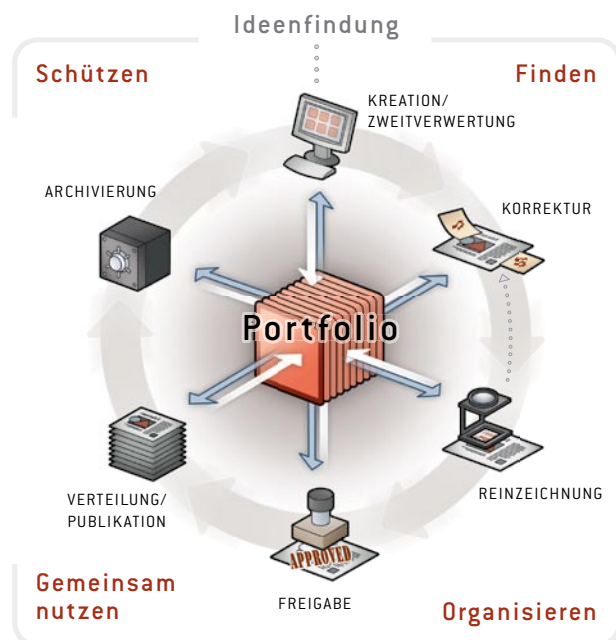 Ideenfindung
Schützen
Finden
KREATION/
ZWEITVERWERTUNG
ARCHIVIERUNG
KORREKTUR
Portfolio
VERTEILUNG/
PUBLIKATION
REINZEICHNUNG
APPROVED
FREIGABE
Gemeinsam
nutzen
Organisieren